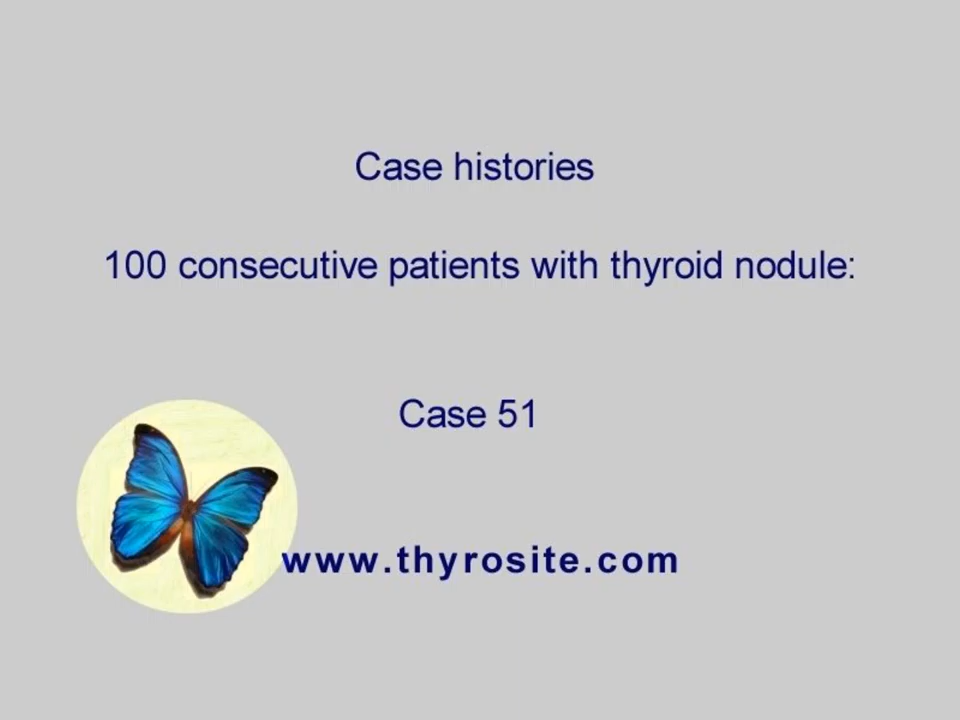 Case histories
100 consecutive patients with thyroid nodule:
Case 51
www.thyrosite.com